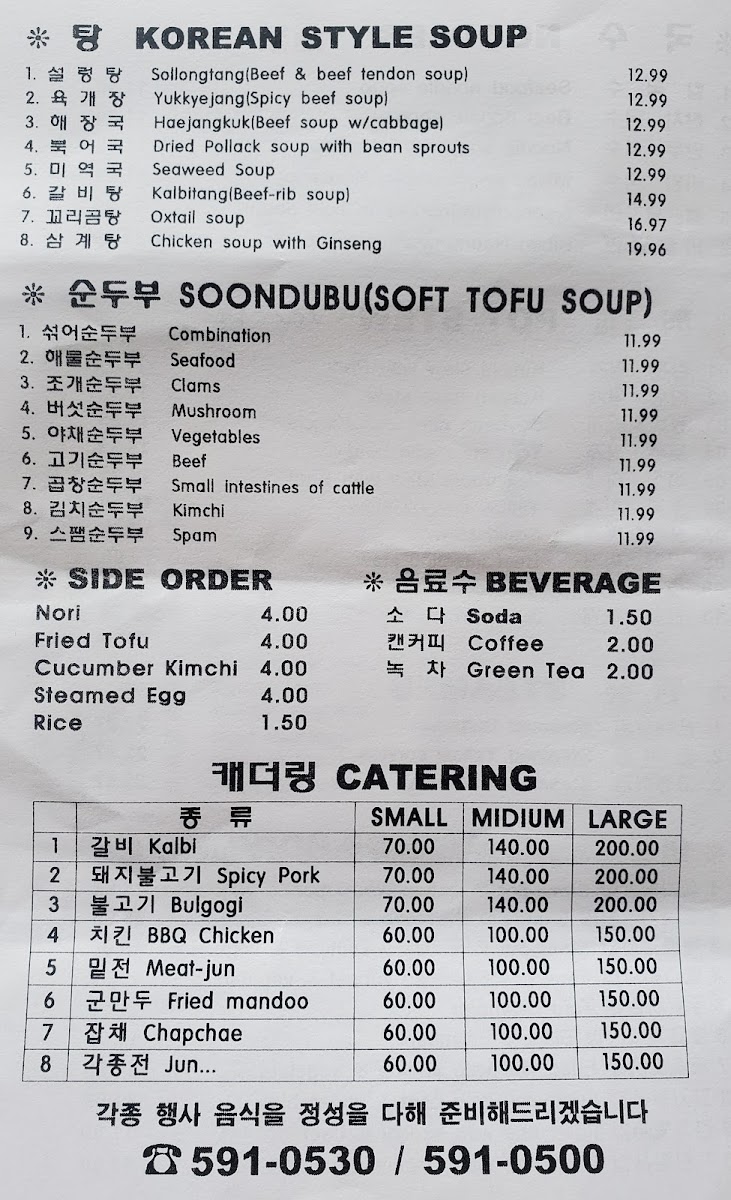 ❊ 탕 KOREAN STYLE SOUP
1. 설 렁 탕 Sollongtang(Beef & beef tendon soup) 12.99
2. 육 개 장 Yukkyejang(Spicy beef soup) 12.99
3. 해 장 국 Haejangkuk(Beef soup w/cabbage) 12.99
4. 북 어 국 Dried Pollack soup with bean sprouts 12.99
5. 미 역 국 Seaweed Soup 12.99
6. 갈 비 탕 Kalbitang(Beef-rib soup) 14.99
7. 꼬리곰탕 Oxtail soup 16.97
8. 삼 계 탕 Chicken soup with Ginseng 19.96
❊ 순두부 SOONDUBU(SOFT TOFU SOUP)
1. 섞어순두부 Combination 11.99
2. 해물순두부 Seafood 11.99
3. 조개순두부 Clams 11.99
4. 버섯순두부 Mushroom 11.99
5. 야채순두부 Vegetables 11.99
6. 고기순두부 Beef 11.99
7. 곱창순두부 Small intestines of cattle 11.99
8. 김치순두부 Kimchi 11.99
9. 스팸순두부 Spam 11.99
❊ SIDE ORDER
Nori 4.00
Fried Tofu 4.00
Cucumber Kimchi 4.00
Steamed Egg 4.00
Rice 1.50
❊ 음료수 BEVERAGE
소 다 Soda 1.50
캔커피 Coffee 2.00
녹 차 Green Tea 2.00
캐더링 CATERING
종 류 SMALL MIDIUM LARGE
1 갈비 Kalbi 70.00 140.00 200.00
2 돼지불고기 Spicy Pork 70.00 140.00 200.00
3 불고기 Bulgogi 70.00 140.00 200.00
4 치킨 BBQ Chicken 60.00 100.00 150.00
5 밑전 Meat-jun 60.00 100.00 150.00
6 군만두 Fried mandoo 60.00 100.00 150.00
7 잡채 Chapchae 60.00 100.00 150.00
8 각종전 Jun... 60.00 100.00 150.00
각종 행사 음식을 정성을 다해 준비해드리겠습니다
☎ 591-0530 / 591-0500